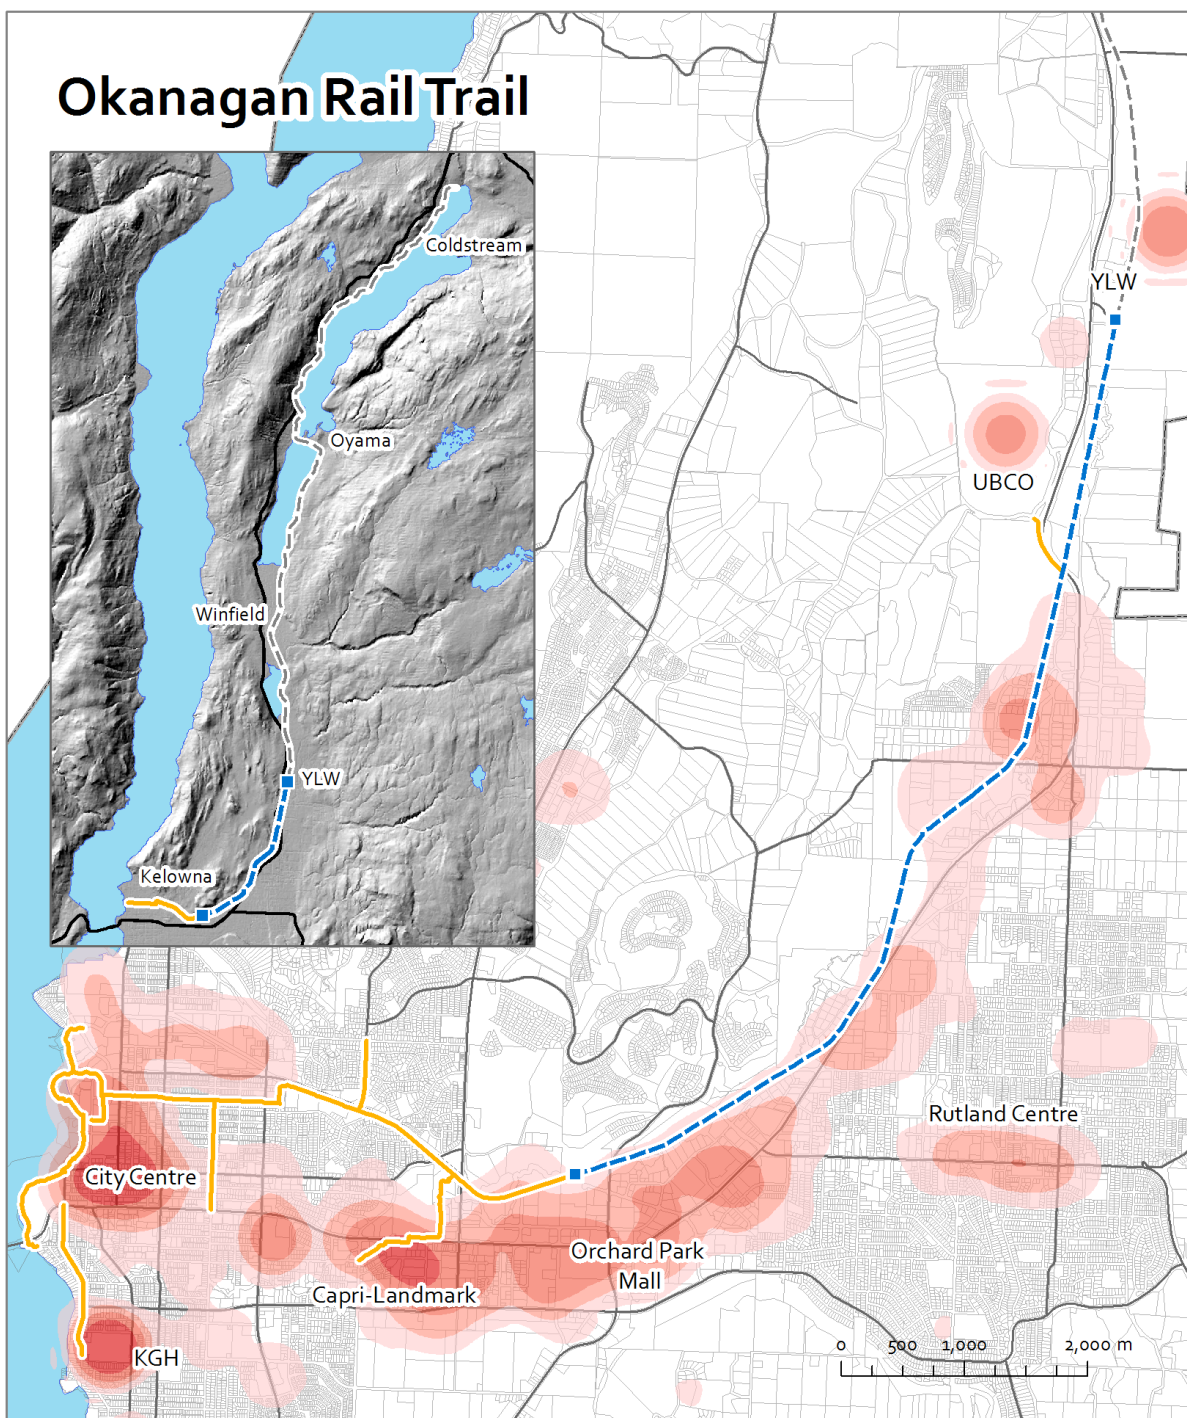 Okanagan Rail Trail
Coldstream
Oyama
Winfield
YLW
Kelowna
YLW
UBCO
Rutland Centre
City Centre
Orchard Park
Mall
Capri-Landmark
KGH
0 500 1,000 2,000 m